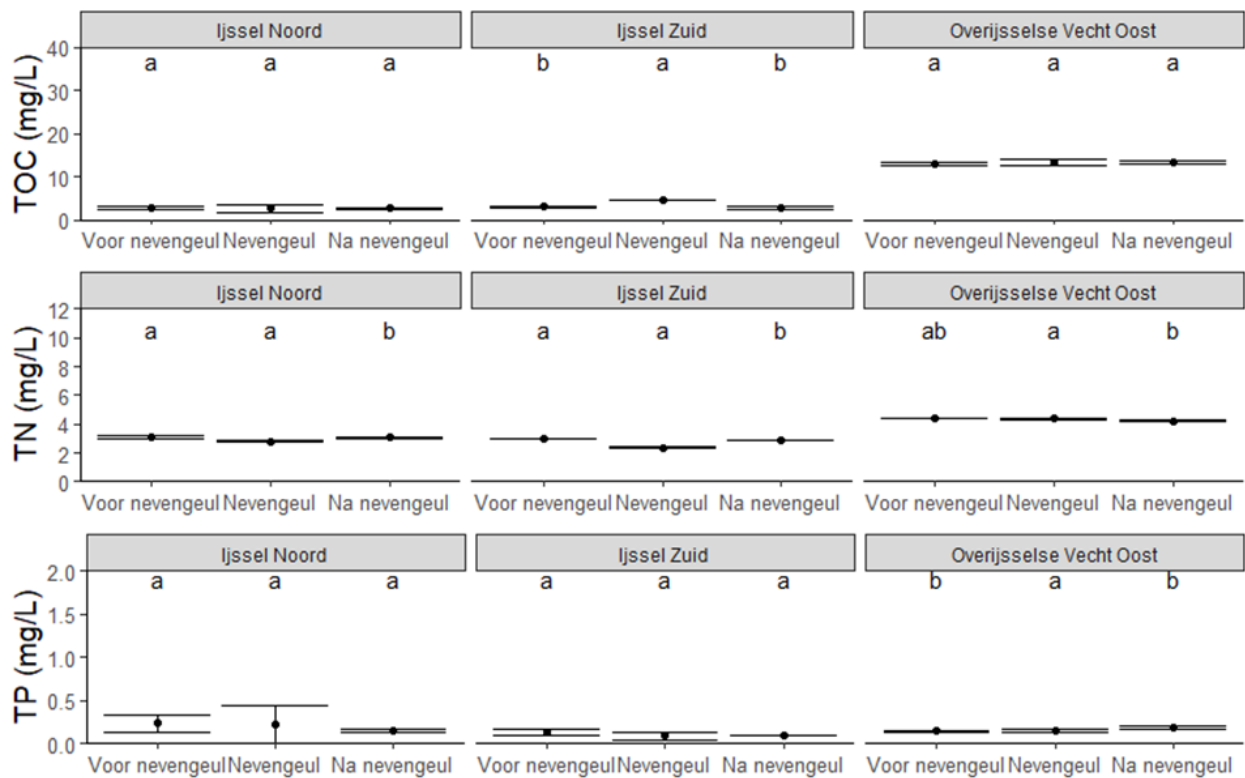 Ijssel Noord Ijssel Zuid Overijsselse Vecht Oost
TOC (mg/L)
40 a a a b a b a a a
30
20
10
0
Voor nevengeul Nevengeul Na nevengeul Voor nevengeul Nevengeul Na nevengeul Voor nevengeul Nevengeul Na nevengeul
Ijssel Noord Ijssel Zuid Overijsselse Vecht Oost
TN (mg/L)
12
a a b a a b ab a b
10
8
6
4
2
0
Voor nevengeul Nevengeul Na nevengeul Voor nevengeul Nevengeul Na nevengeul Voor nevengeul Nevengeul Na nevengeul
Ijssel Noord Ijssel Zuid Overijsselse Vecht Oost
TP (mg/L)
2.0 a a a a a a b a b
1.5
1.0
0.5
0.0
Voor nevengeul Nevengeul Na nevengeul Voor nevengeul Nevengeul Na nevengeul Voor nevengeul Nevengeul Na nevengeul